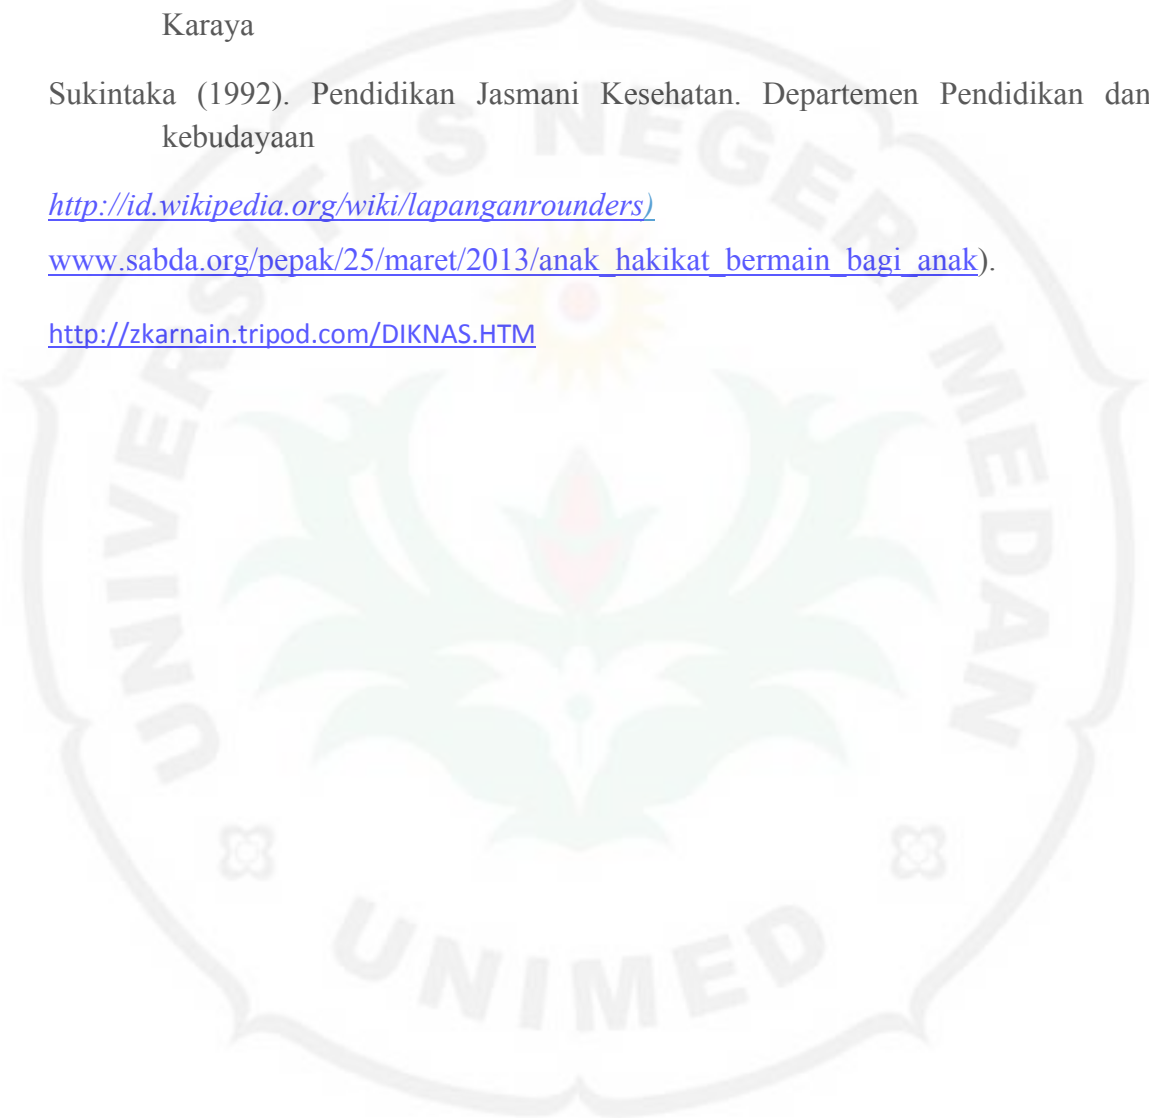 Karaya
Sukintaka (1992). Pendidikan Jasmani Kesehatan. Departemen Pendidikan dan
kebudayaan
http://id.wikipedia.org/wiki/lapanganrounders)
www.sabda.org/pepak/25/maret/2013/anak_hakikat_bermain_bagi_anak).
http://zkarnain.tripod.com/DIKNAS.HTM
UNIVERSITAS NEGERI MEDAN
UNIMED